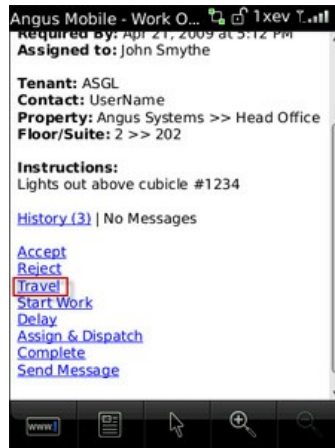 Angus Mobile - Work O... 1xev
Required By: Apr 21, 2009 at 5:12 PM
Assigned to: John Smythe
Tenant: ASGL
Contact: UserName
Property: Angus Systems >> Head Office
Floor/Suite: 2 >> 202
Instructions:
Lights out above cubicle #1234
History (3) | No Messages
Accept
Reject
Travel
Start Work
Delay
Assign & Dispatch
Complete
Send Message
www.